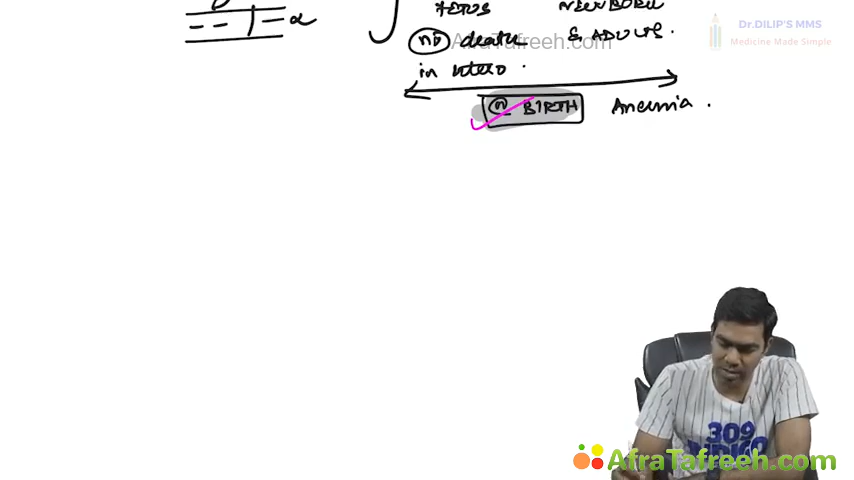 α
FETUS NEWBORN
no death & ADULTS.
in utero.
n BIRTH Anemia.
AfraTafreeh.com
Dr.DILIP'S MMS
Medicine Made Simple
309
AfraTafreeh.com